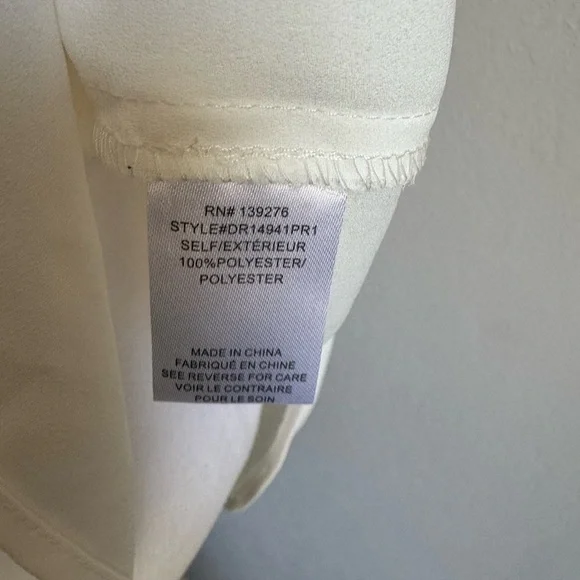 RN# 139276
STYLE#DR14941PR1
SELF/EXTÉRIEUR
100%POLYESTER/
POLYESTER
MADE IN CHINA
FABRIQUÉ EN CHINE
SEE REVERSE FOR CARE
VOIR LE CONTRAIRE
POUR LE SOIN